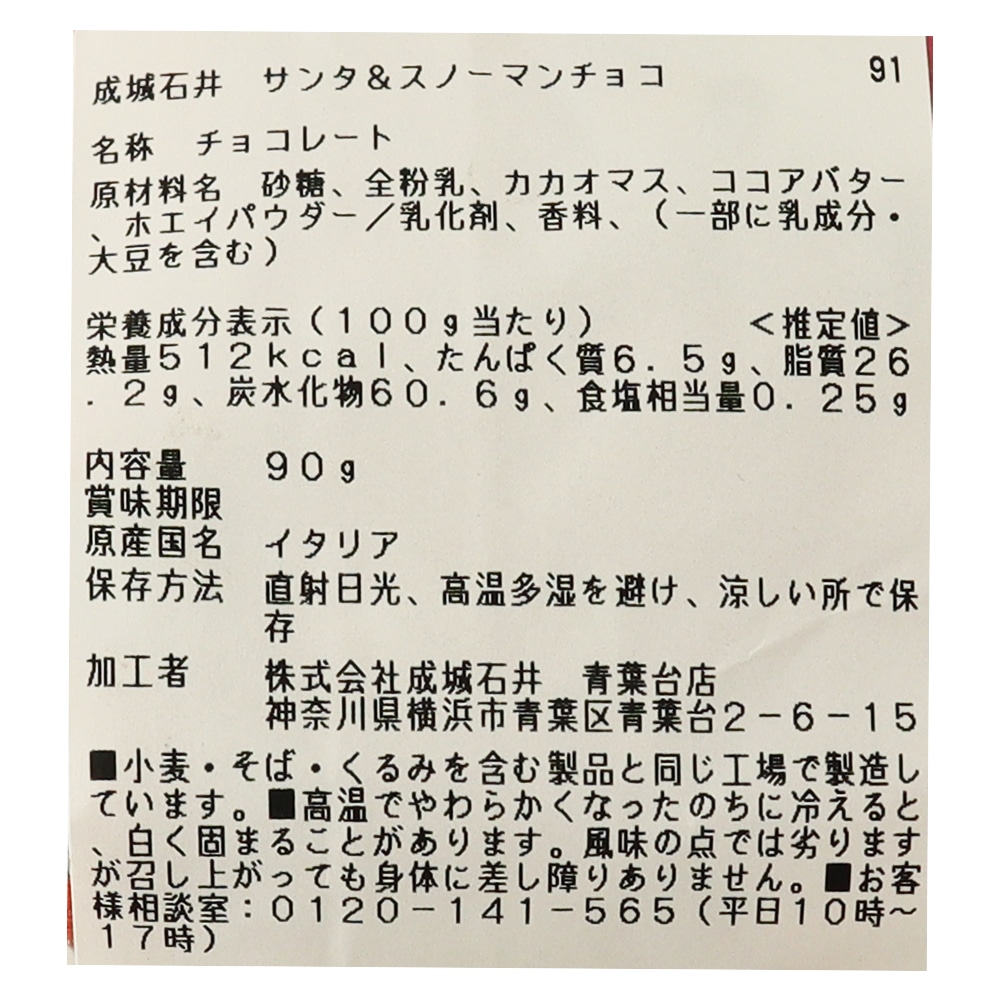 成城石井　サンタ＆スノーマンチョコ　91
名称　チョコレート
原材料名　砂糖、全粉乳、カカオマス、ココアバター
、ホエイパウダー／乳化剤、香料、（一部に乳成分・
大豆を含む）
栄養成分表示（１００ｇ当たり）　＜推定値＞
熱量５１２ｋｃａｌ、たんぱく質６．５ｇ、脂質２６
．２ｇ、炭水化物６０．６ｇ、食塩相当量０．２５ｇ
内容量　９０ｇ
賞味期限
原産国名　イタリア
保存方法　直射日光、高温多湿を避け、涼しい所で保
存
加工者　株式会社成城石井　青葉台店
神奈川県横浜市青葉区青葉台２－６－１５
■小麦・そば・くるみを含む製品と同じ工場で製造し
ています。■高温でやわらかくなったのちに冷えると
、白く固まることがあります。風味の点では劣ります
が召し上がっても身体に差し障りありません。■お客
様相談室：０１２０－１４１－５６５（平日１０時～
１７時）